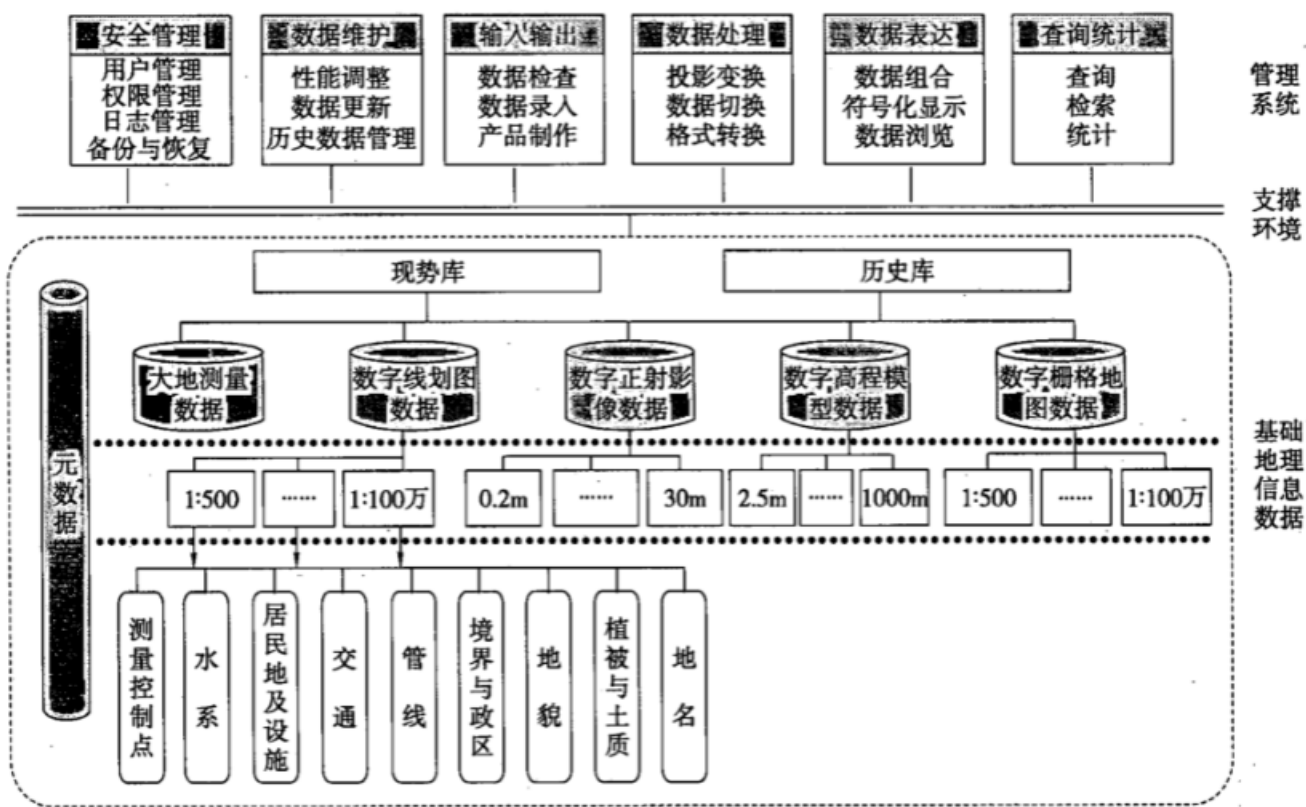 安全管理
用户管理
权限管理
日志管理
备份与恢复
数据维护
性能调整
数据更新
历史数据管理
输入输出
数据检查
数据录入
产品制作
数据处理
投影变换
数据切换
格式转换
数据表达
数据组合
符号化显示
数据浏览
查询统计
查询
检索
统计
管理
系统
支撑
环境
现势库
历史库
大地测量
数据
数字线划图
数据
数字正射影
像数据
数字高程模
型数据
数字栅格地
图数据
元数据
1:500
……
1:100万
0.2m
……
30m
2.5m
……
1000m
1:500
……
1:100万
基础
地理
信息
数据
测量控制点
水系
居民地及设施
交通
管线
境界与政区
地貌
植被与土质
地名